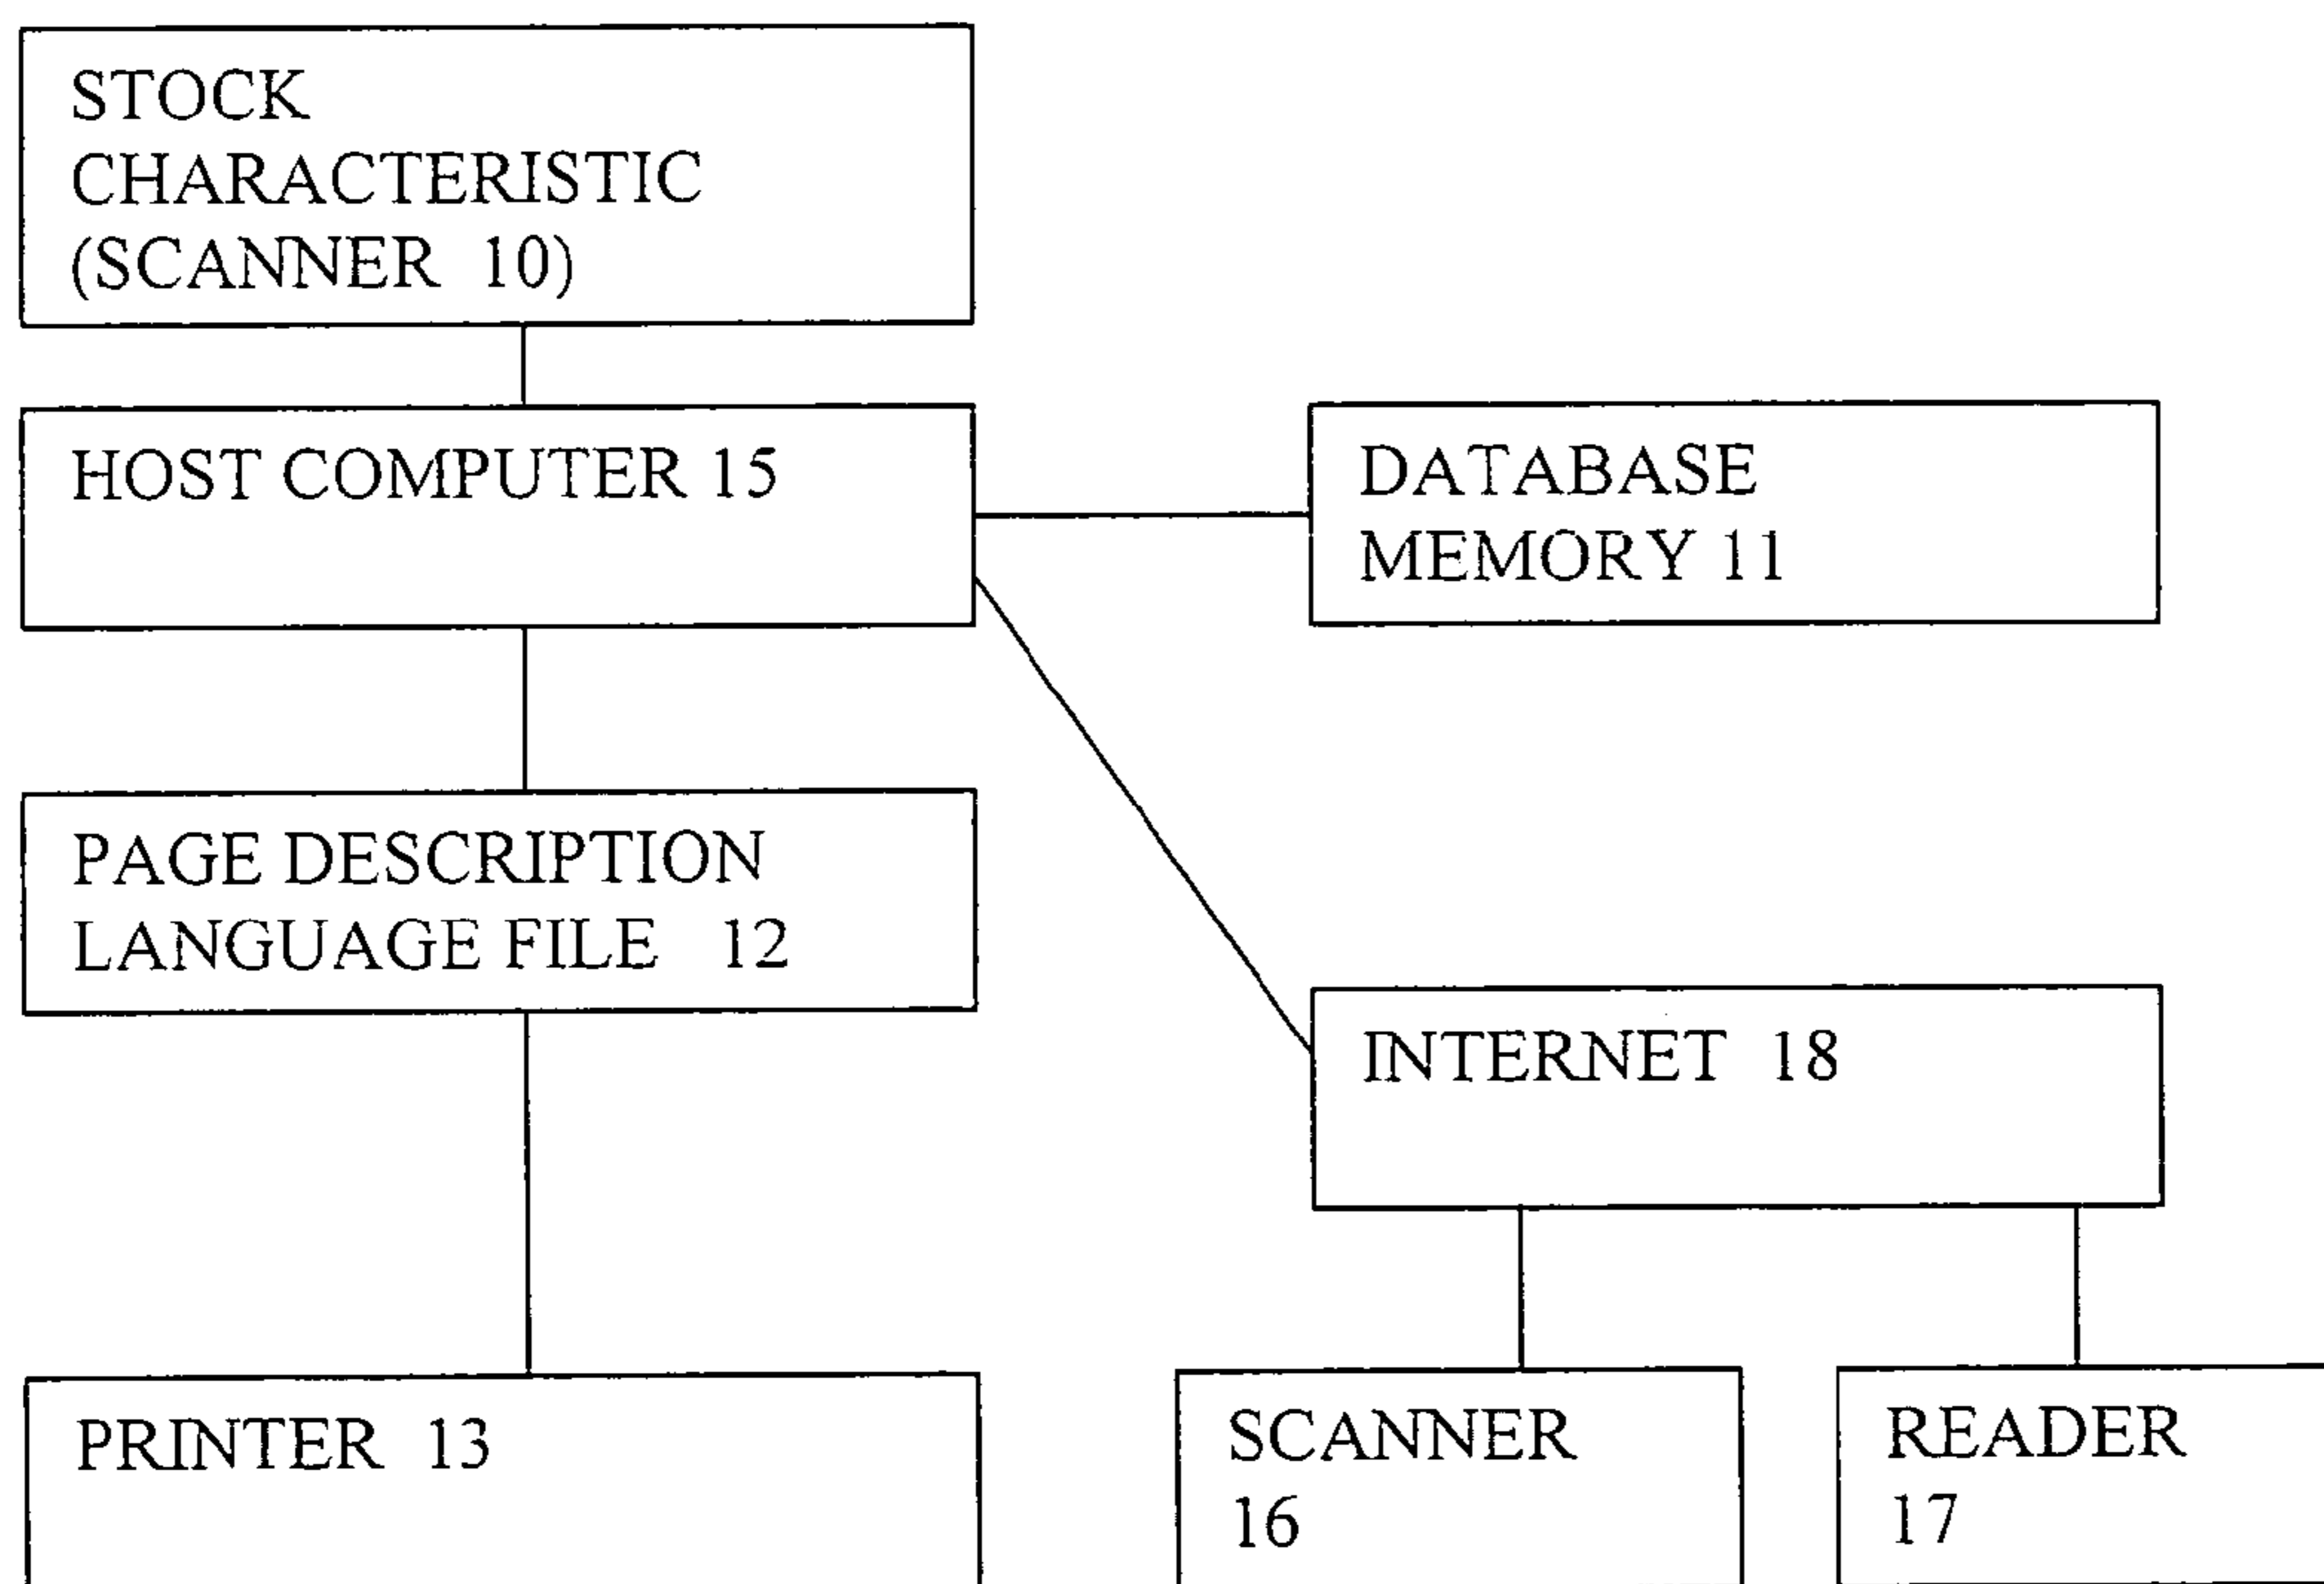 STOCK
CHARACTERISTIC
(SCANNER 10)
HOST COMPUTER 15
DATABASE
MEMORY 11
PAGE DESCRIPTION
LANGUAGE FILE 12
INTERNET 18
PRINTER 13
SCANNER
16
READER
17